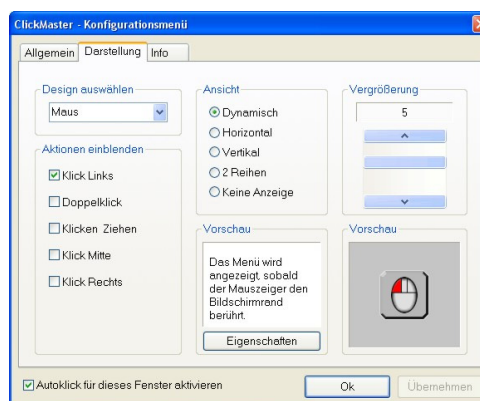 ClickMaster - Konfigurationsmenü
Allgemein Darstellung Info
Design auswählen
Maus
Aktionen einblenden
Klick Links
Doppelklick
Klicken Ziehen
Klick Mitte
Klick Rechts
Ansicht
Dynamisch
Horizontal
Vertikal
2 Reihen
Keine Anzeige
Vergrößerung
5
Vorschau
Das Menü wird
angezeigt, sobald
der Mauszeiger den
Bildschirmrand
berührt.
Eigenschaften
Vorschau
Autoklick für dieses Fenster aktivieren
Ok
Übernehmen